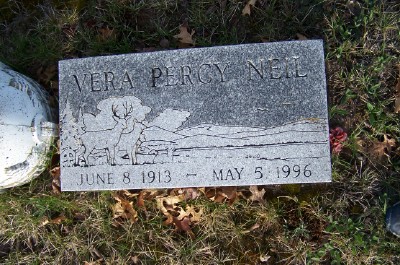 VERA PERCY NEIL
JUNE 8 1913 - MAY 5 1996